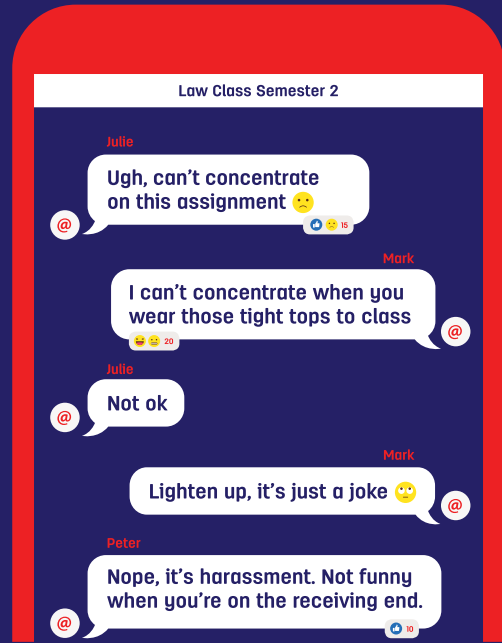 Law Class Semester 2
Julie
Ugh, can't concentrate
on this assignment 🙁
@
15
Mark
I can't concentrate when you
wear those tight tops to class
@
20
Julie
Not ok
@
Mark
Lighten up, it's just a joke 🙄
@
Peter
Nope, it's harassment. Not funny
when you're on the receiving end.
@
10